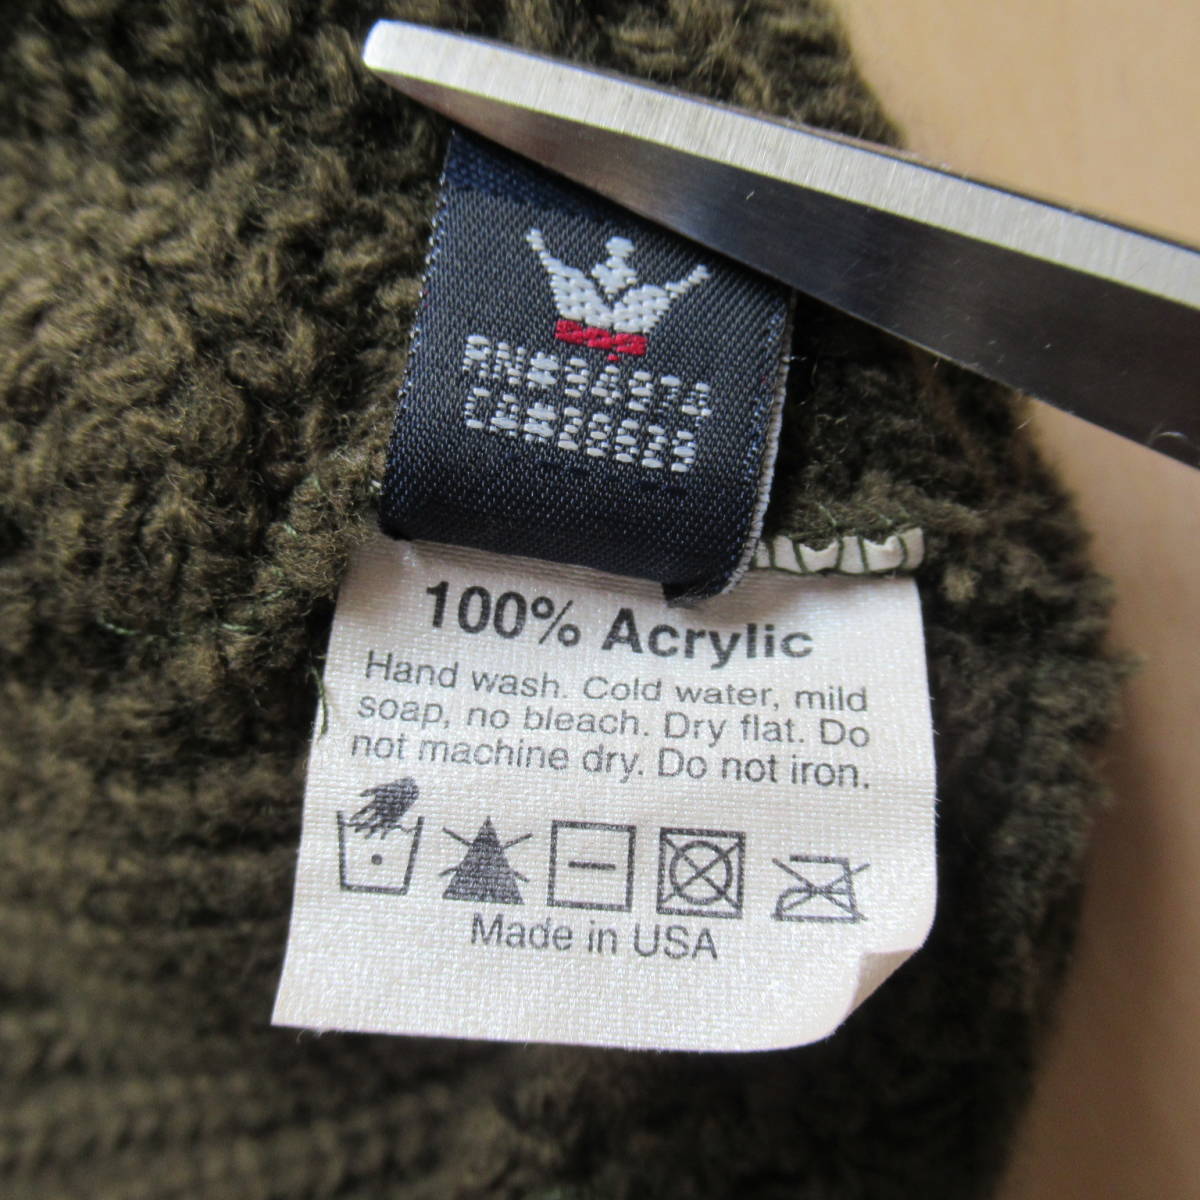 100% Acrylic
Hand wash. Cold water, mild
soap, no bleach. Dry flat. Do
not machine dry. Do not iron.
Made in USA